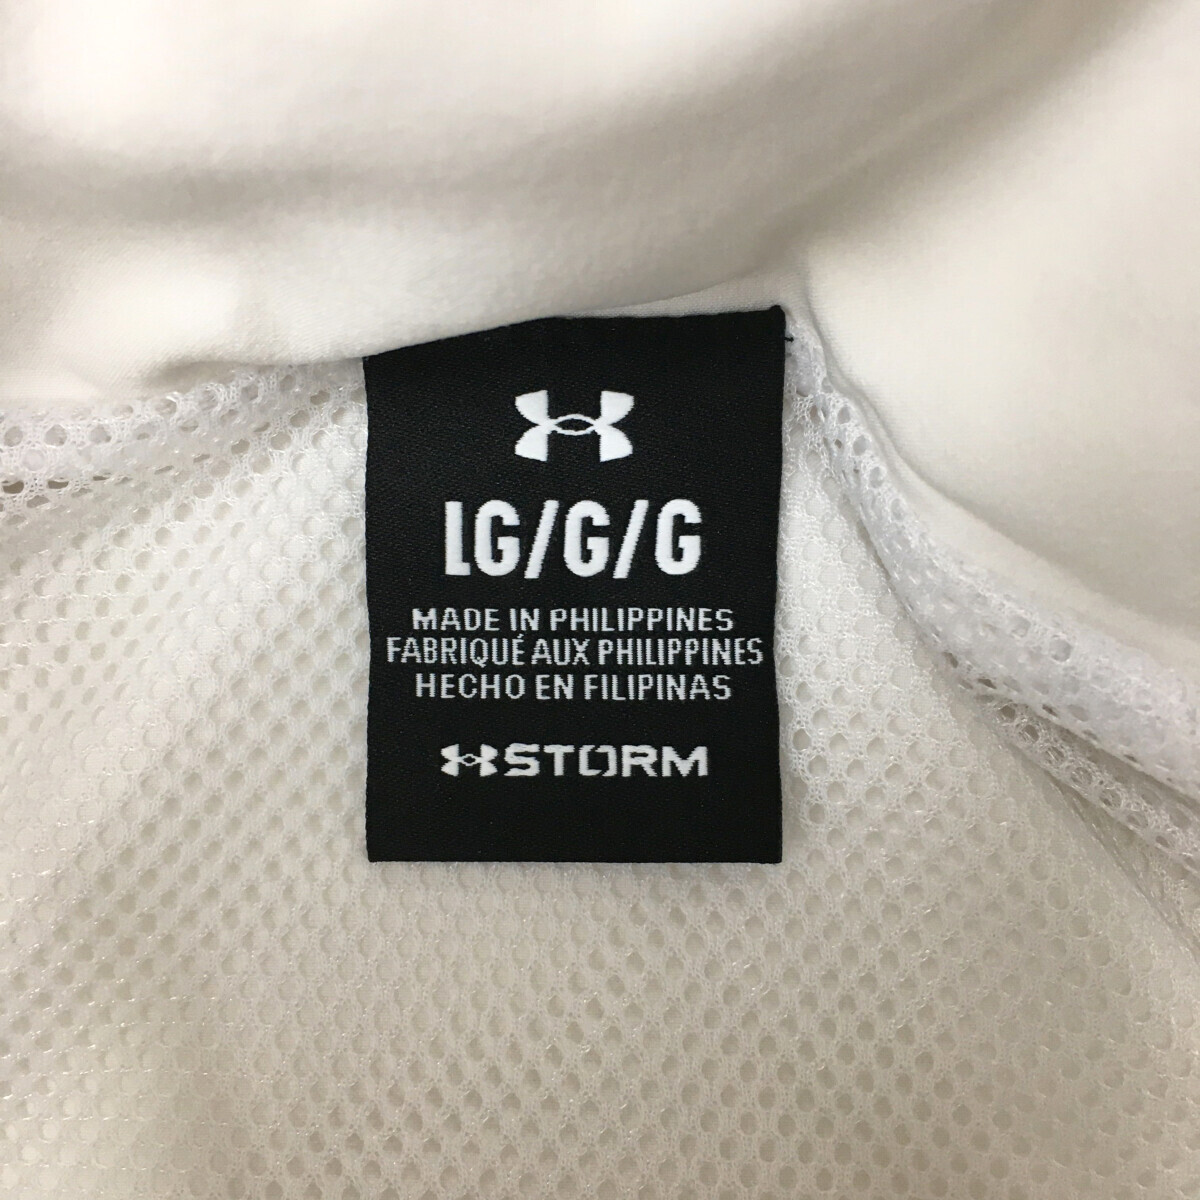 LG/G/G
MADE IN PHILIPPINES
FABRIQUÉ AUX PHILIPPINES
HECHO EN FILIPINAS
STORM